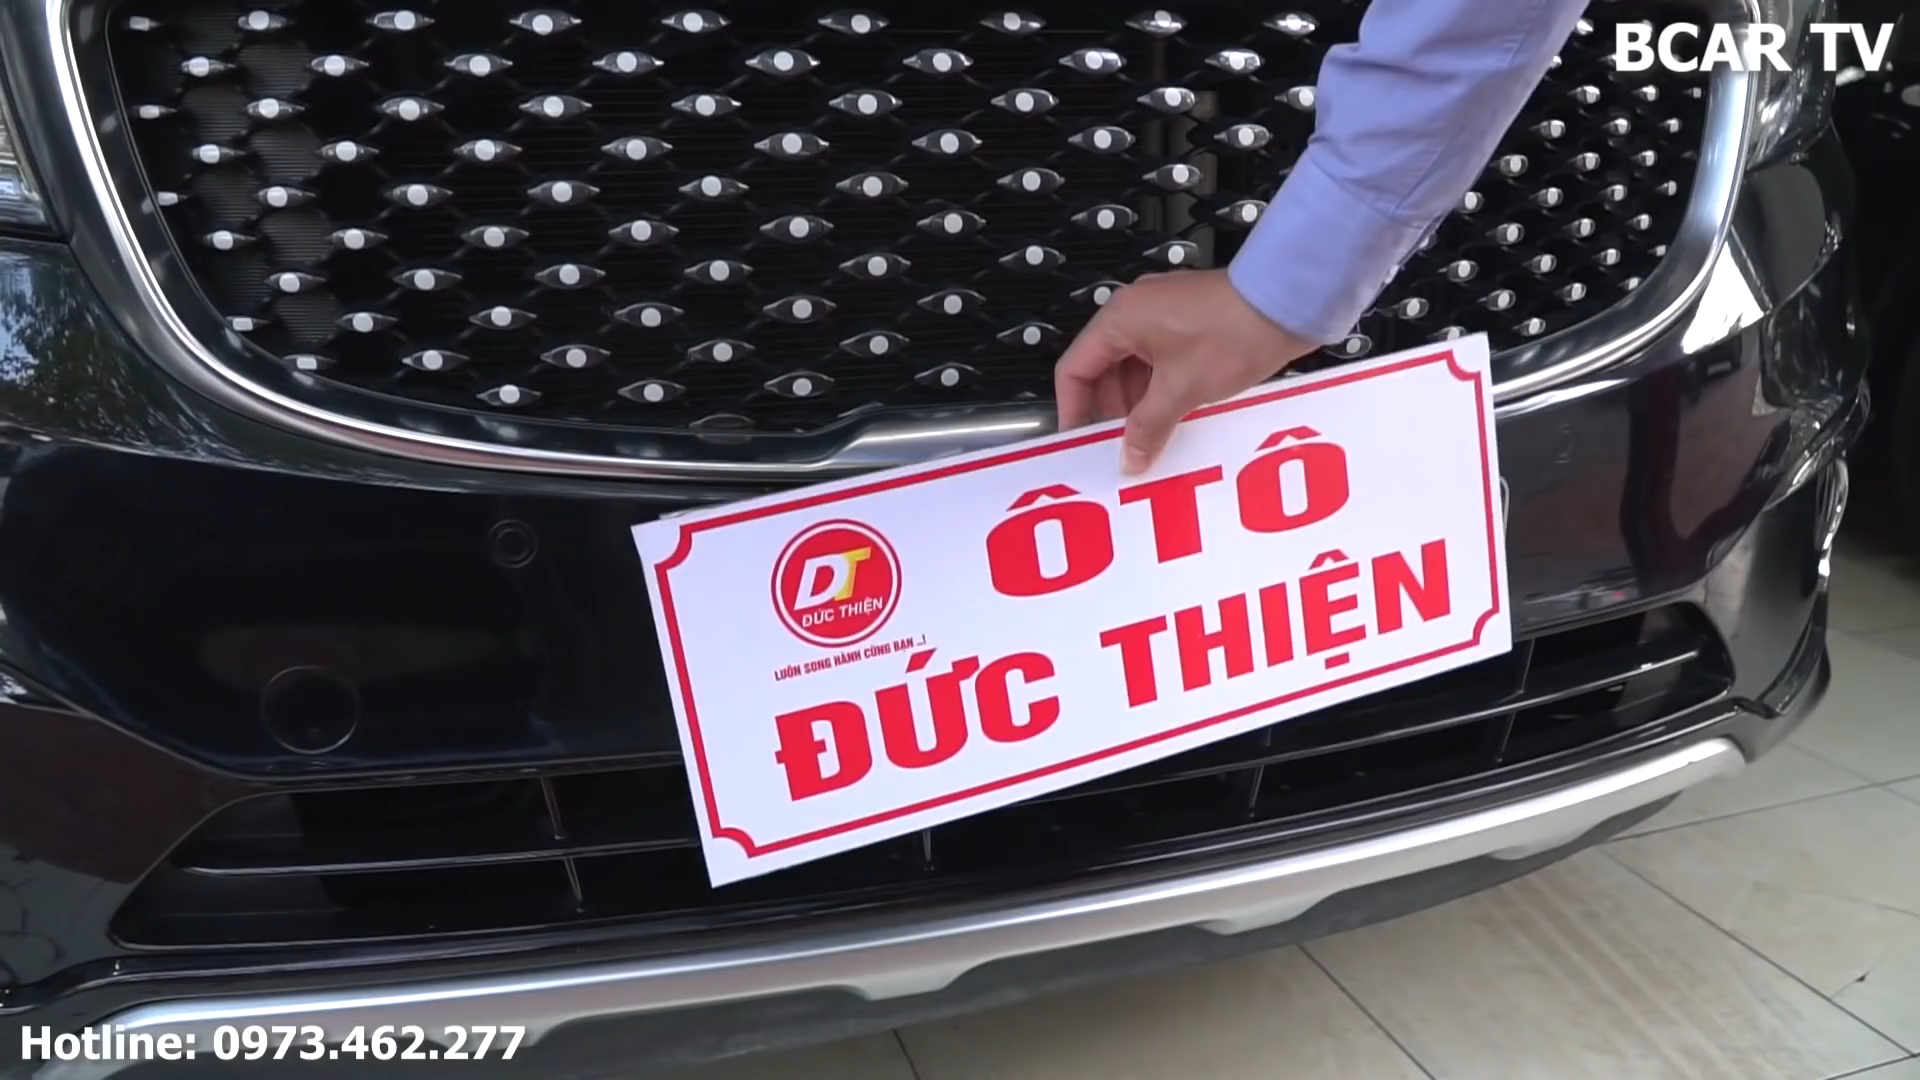 BCAR TV
ÔTÔ
DT
ĐỨC THIỆN
LUÔN SONG HÀNH CÙNG BẠN ...!
ĐỨC THIỆN
Hotline: 0973.462.277